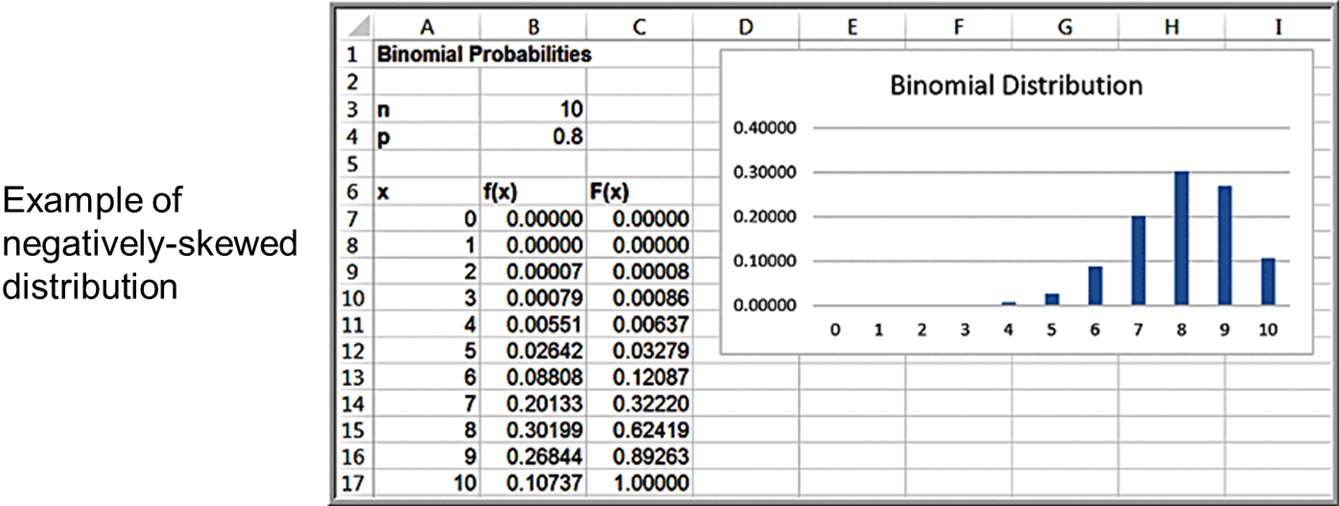 Example of
negatively-skewed
distribution
A B C D E F G H I
1 Binomial Probabilities
2
3 n 10
4 p 0.8
5
6 x f(x) F(x)
7 0 0.00000 0.00000
8 1 0.00000 0.00000
9 2 0.00007 0.00008
10 3 0.00079 0.00086
11 4 0.00551 0.00637
12 5 0.02642 0.03279
13 6 0.08808 0.12087
14 7 0.20133 0.32220
15 8 0.30199 0.62419
16 9 0.26844 0.89263
17 10 0.10737 1.00000
Binomial Distribution
0.40000
0.30000
0.20000
0.10000
0.00000
0 1 2 3 4 5 6 7 8 9 10